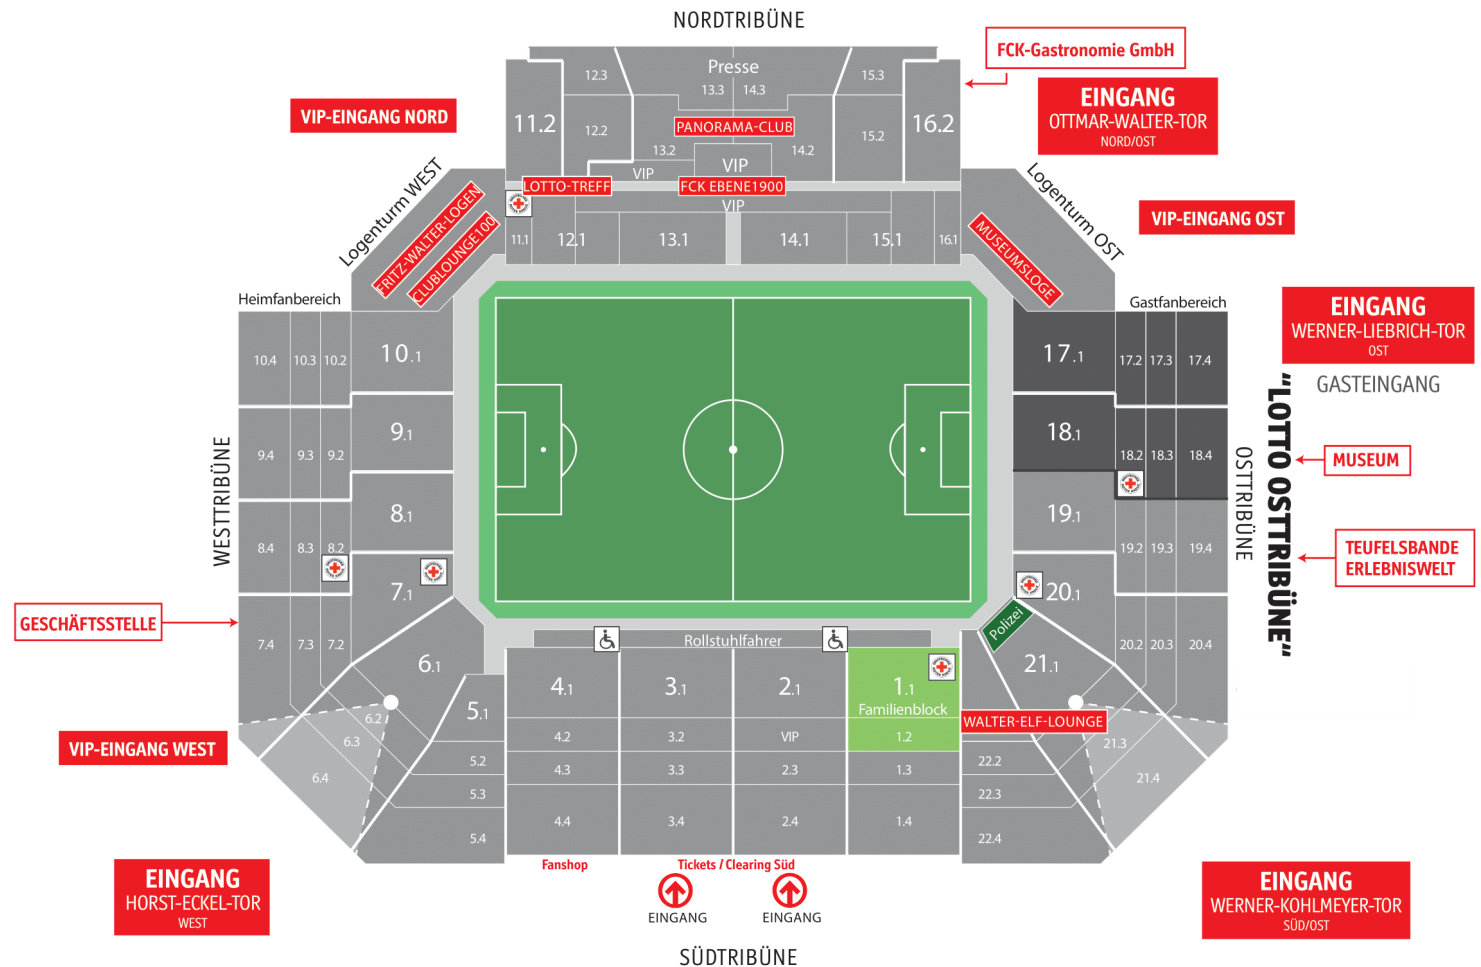 NORDTRIBÜNE
FCK-Gastronomie GmbH
EINGANG
OTTMAR-WALTER-TOR
NORD/OST
VIP-EINGANG NORD
VIP-EINGANG OST
Logenturm WEST
Logenturm OST
FRITZ-WALTER-LOGEN
CLUBLOUNGE100
MUSEUMSLOGE
12.3
Presse
13.3
14.3
15.3
11.2
12.2
PANORAMA-CLUB
15.2
16.2
13.2
14.2
VIP
VIP
LOTTO-TREFF
FCK EBENE1900
VIP
11.1
12.1
13.1
14.1
15.1
16.1
Heimfanbereich
Gastfanbereich
EINGANG
WERNER-LIEBRICH-TOR
OST
GASTEINGANG
10.4
10.3
10.2
10.1
17.1
17.2
17.3
17.4
9.4
9.3
9.2
9.1
18.1
18.2
18.3
18.4
WESTTRIBÜNE
OSTTRIBÜNE
"LOTTO OSTTRIBÜNE"
MUSEUM
8.4
8.3
8.2
8.1
19.1
19.2
19.3
19.4
TEUFELSBANDE
ERLEBNISWELT
GESCHÄFTSSTELLE
7.4
7.3
7.2
7.1
20.1
20.2
20.3
20.4
Polizei
Rollstuhlfahrer
6.1
6.2
6.3
6.4
5.1
5.2
5.3
5.4
4.1
3.1
2.1
1.1
Familienblock
4.2
3.2
VIP
1.2
4.3
3.3
2.3
1.3
4.4
3.4
2.4
1.4
21.1
WALTER-ELF-LOUNGE
21.3
21.4
22.2
22.3
22.4
VIP-EINGANG WEST
EINGANG
HORST-ECKEL-TOR
WEST
Fanshop
Tickets / Clearing Süd
EINGANG
EINGANG
EINGANG
WERNER-KOHLMEYER-TOR
SÜD/OST
SÜDTRIBÜNE